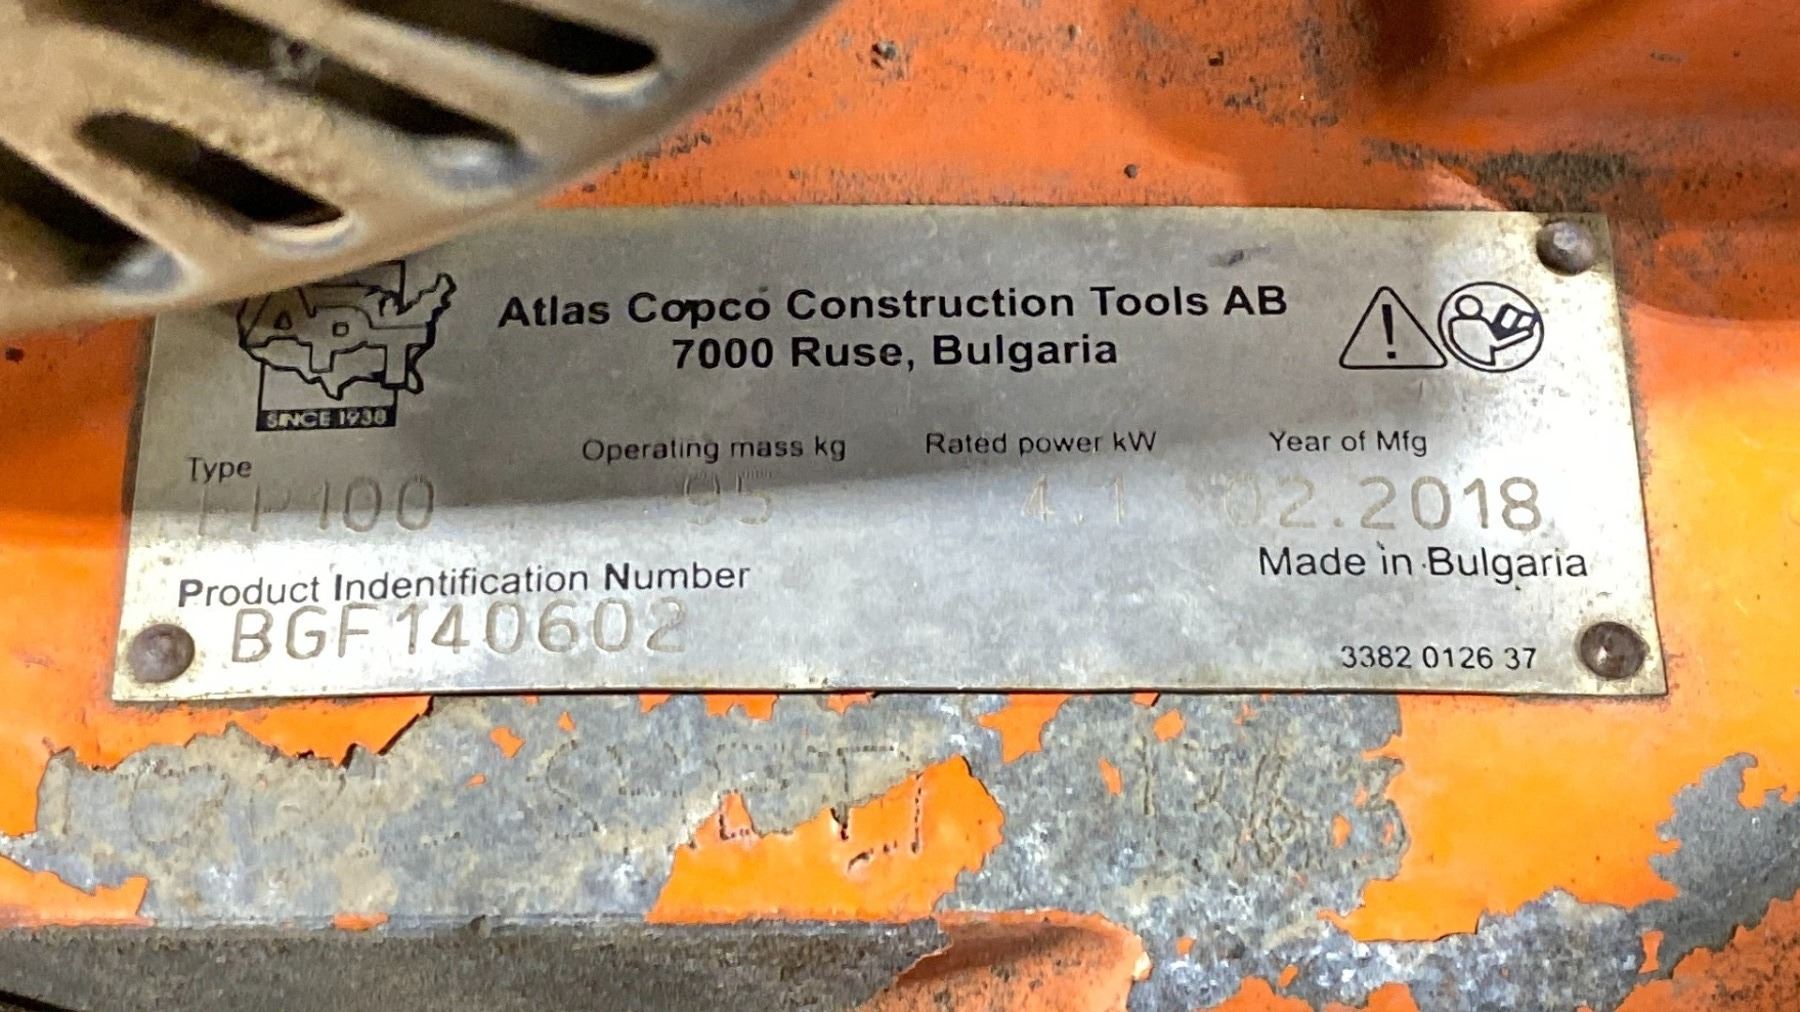 Atlas Copco Construction Tools AB
7000 Ruse, Bulgaria
SINCE 1938
Type
Operating mass kg
Rated power kW
Year of Mfg
95
4.1
02.2018
Product Indentification Number
Made in Bulgaria
BGF140602
3382 0126 37